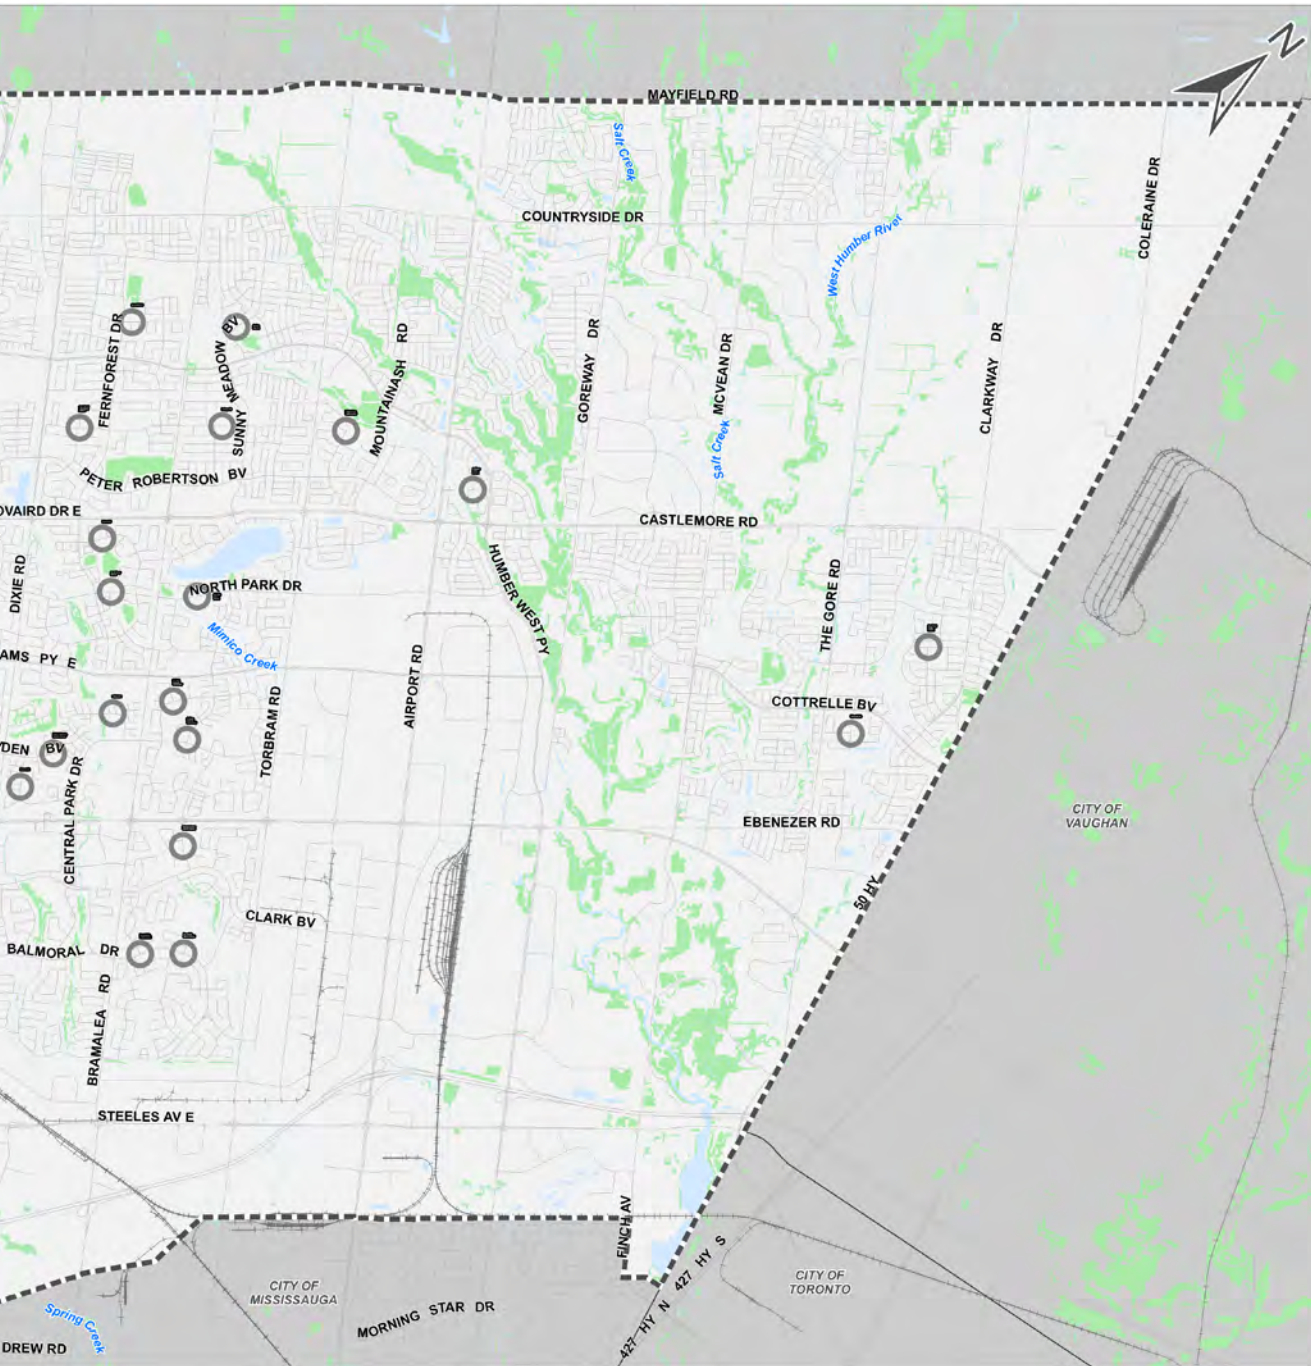 N
MAYFIELD RD
Salt Creek
COLERAINE DR
COUNTRYSIDE DR
West Humber River
FERNFOREST DR
SUNNY MEADOW BV
MOUNTAINASH RD
GOREWAY DR
MCVEAN DR
CLARKWAY DR
Salt Creek
PETER ROBERTSON BV
OVAIRD DR E
CASTLEMORE RD
DIXIE RD
NORTH PARK DR
HUMBER WEST PY
THE GORE RD
Mimico Creek
AMS PY E
AIRPORT RD
TORBRAM RD
COTTRELLE BV
DEN BV
CENTRAL PARK DR
EBENEZER RD
CITY OF
VAUGHAN
50 HY
CLARK BV
BALMORAL DR
BRAMALEA RD
STEELES AV E
FINCH AV
427 HY S
CITY OF
MISSISSAUGA
CITY OF
TORONTO
MORNING STAR DR
427 HY N
Spring Creek
DREW RD